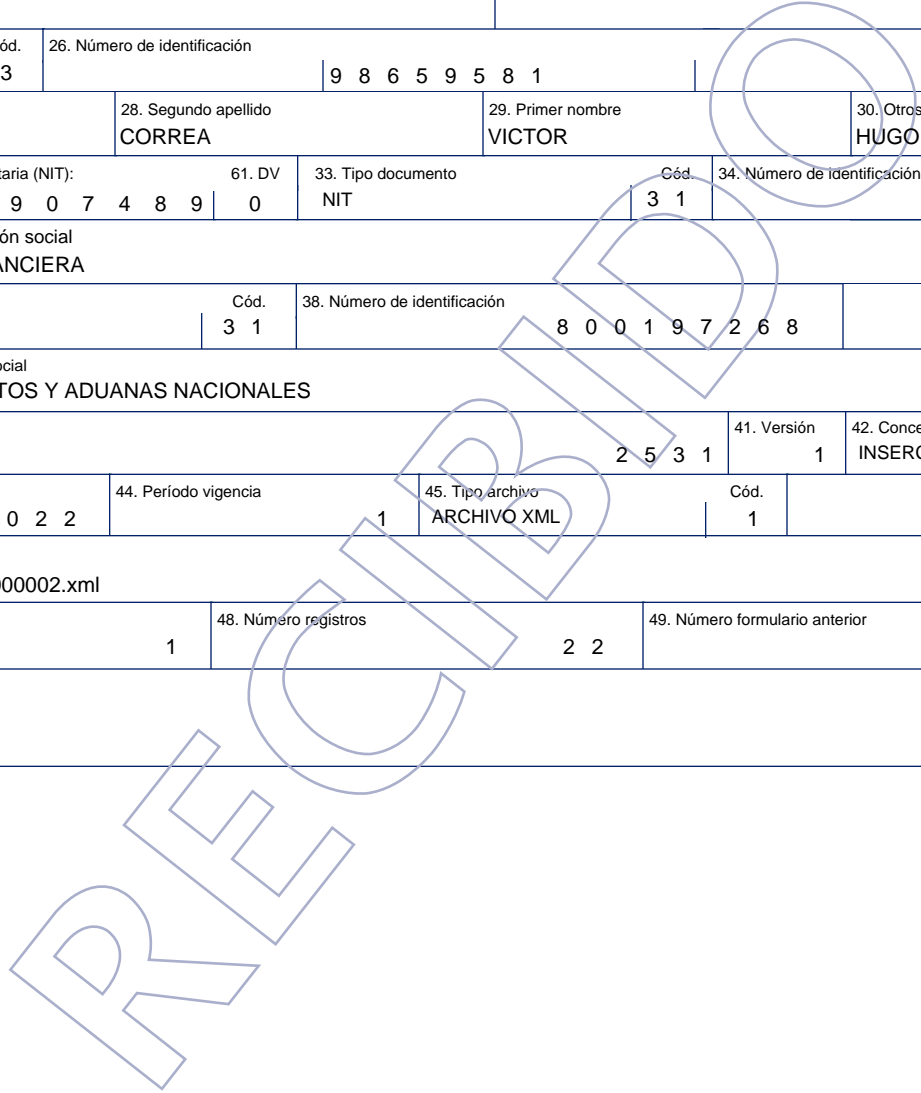 ód. 26. Número de identificación
3 9 8 6 5 9 5 8 1
28. Segundo apellido 29. Primer nombre 30. Otros
CORREA VICTOR HUGO
taria (NIT): 61. DV 33. Tipo documento Cód. 34. Número de identificación
9 0 7 4 8 9 0 NIT 3 1
ón social
ANCIERA
Cód. 38. Número de identificación
3 1 8 0 0 1 9 7 2 6 8
ocial
TOS Y ADUANAS NACIONALES
41. Versión 42. Conce
2 5 3 1 1 INSERC
44. Período vigencia 45. Tipo archivo Cód.
0 2 2 1 ARCHIVO XML 1
000002.xml
48. Número registros 49. Número formulario anterior
1 2 2
RECIBIDO